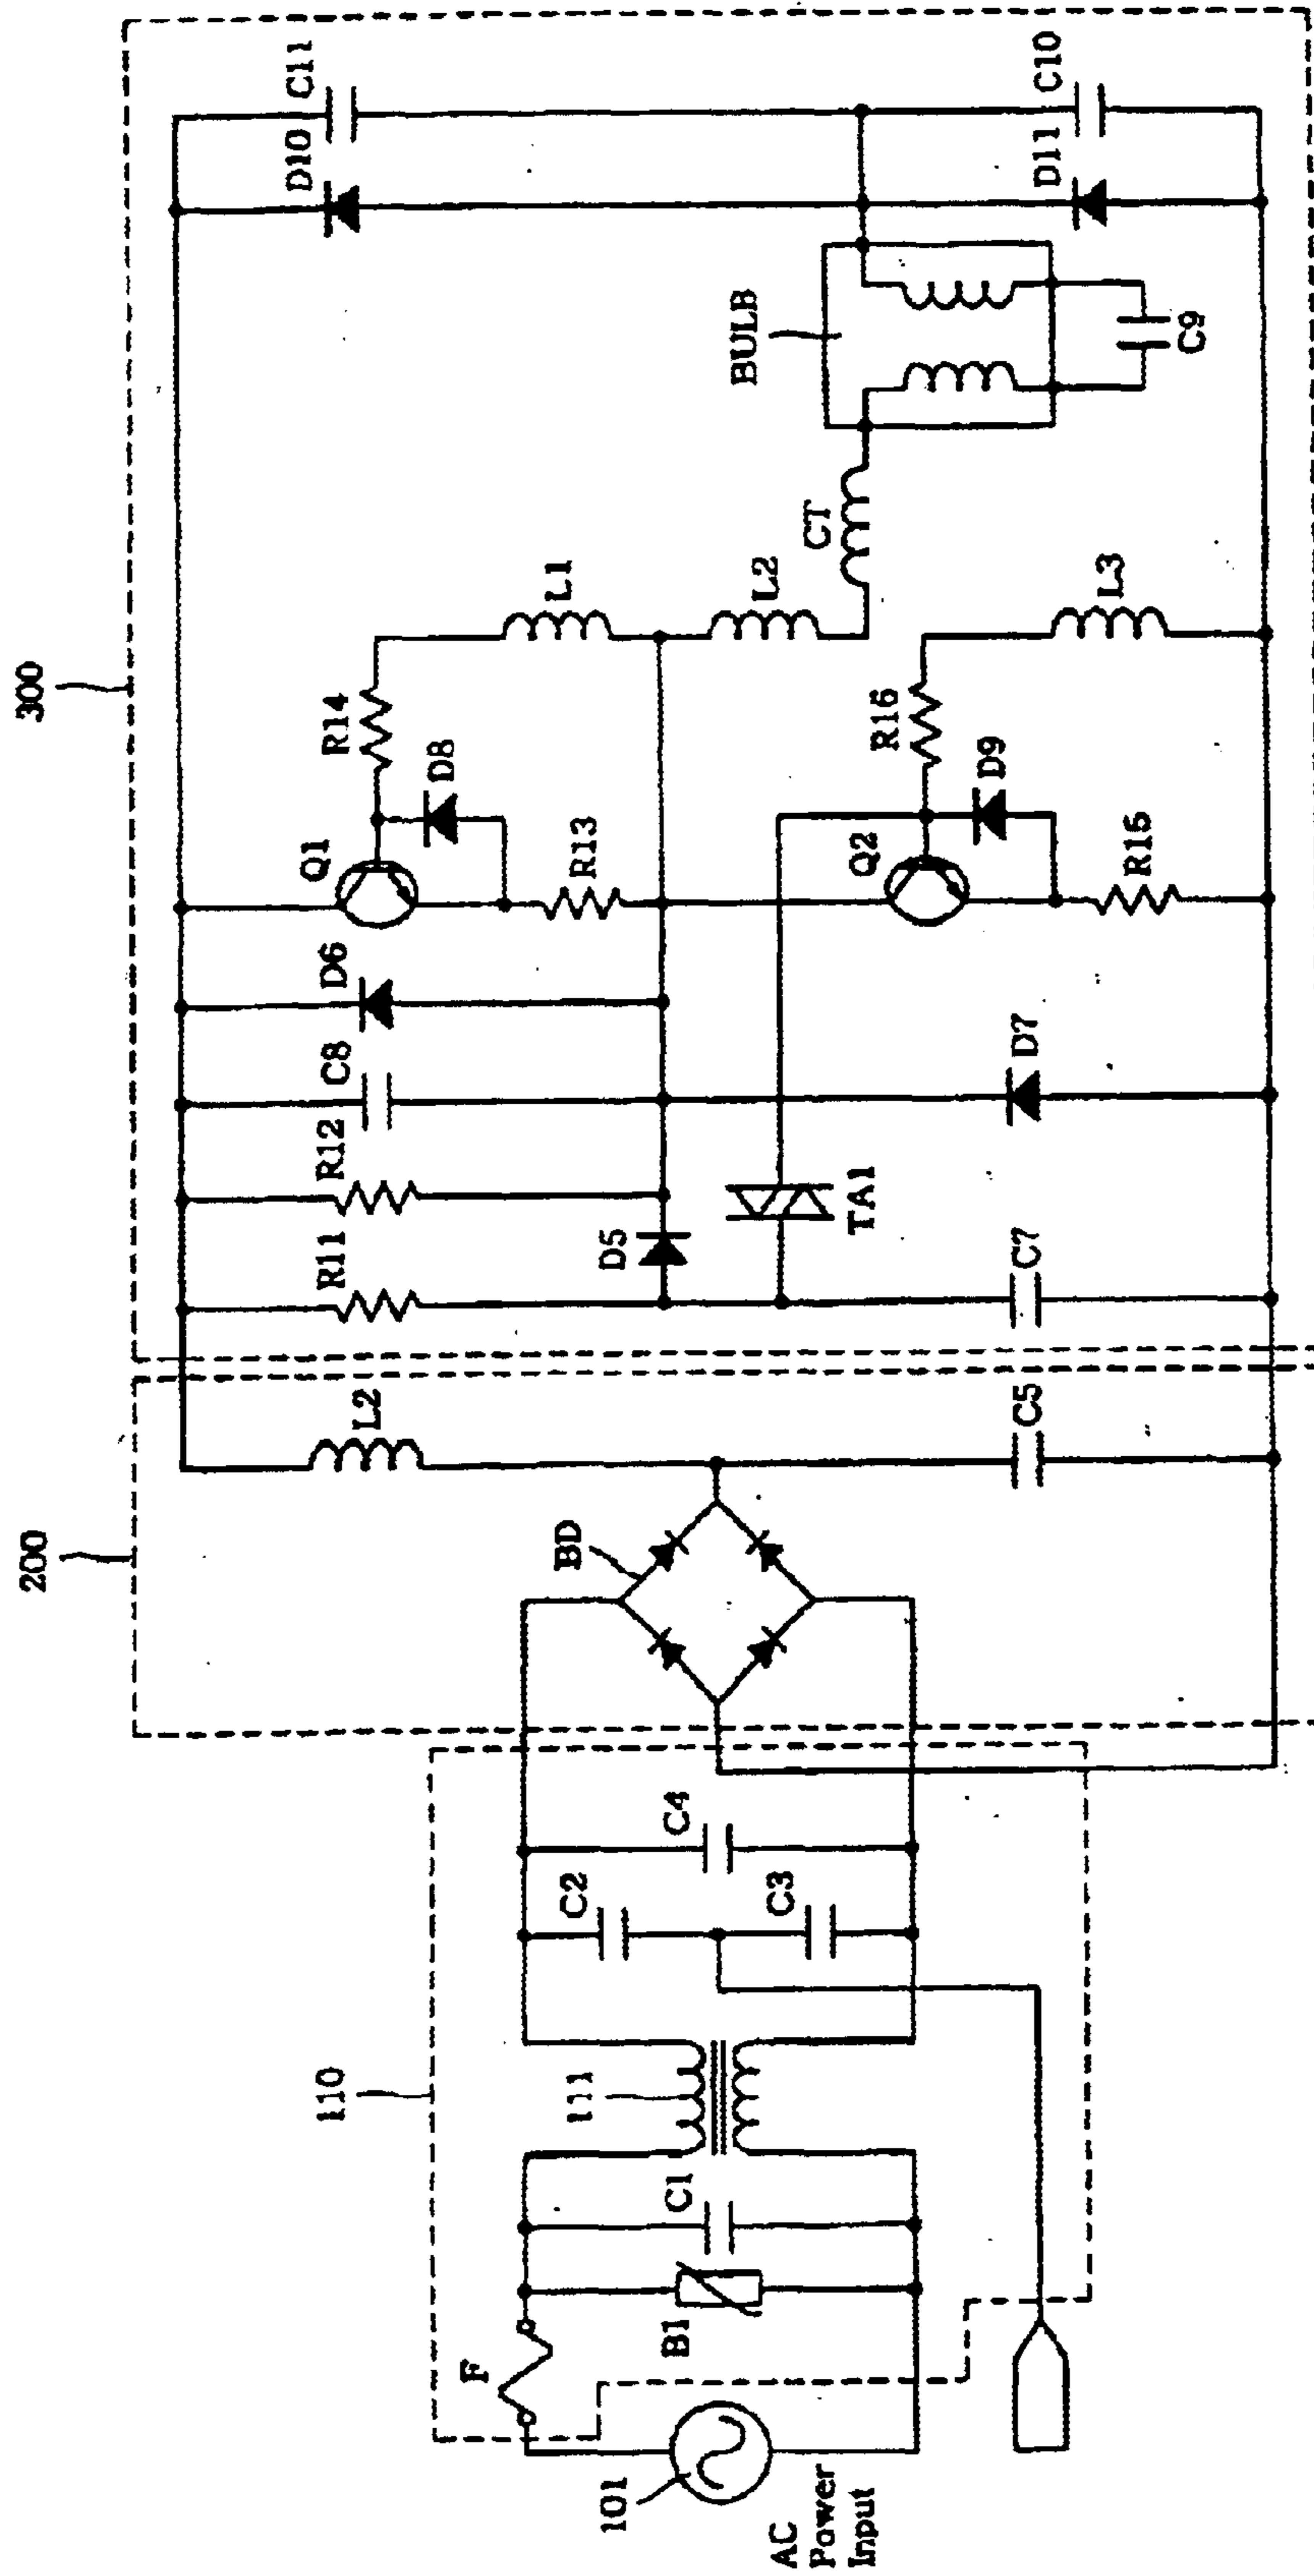 300
200
110
C11
D10
C10
D11
BULB
C9
CT
L1
L2
L3
R14
D8
Q1
R13
R16
D9
Q2
R15
D6
C8
R12
R11
D5
D7
TA1
C7
L2
C5
BD
C4
C2
C3
111
C1
B1
F
101
AC
Power
Input